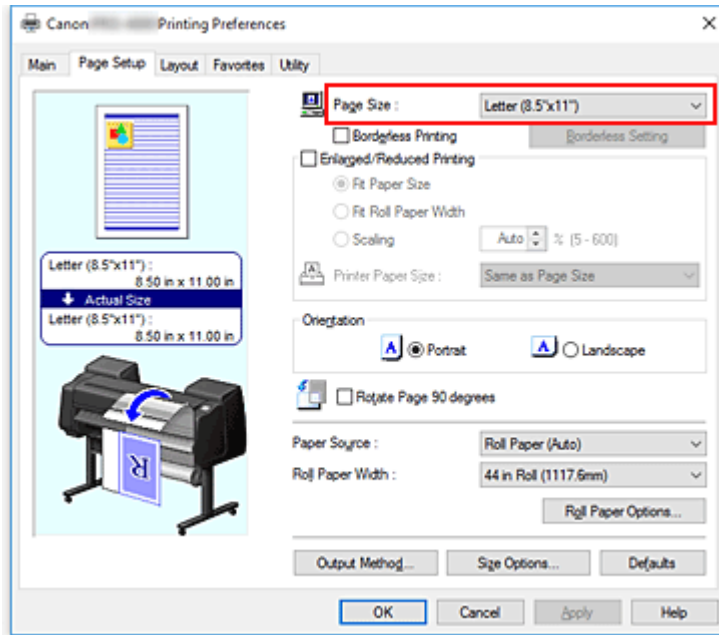 Canon Printing Preferences
Main Page Setup Layout Favorites Utility
Page Size : Letter (8.5"x11")
Borderless Printing Borderless Setting
Enlarged/Reduced Printing
Fit Paper Size
Fit Roll Paper Width
Scaling Auto % (5 - 600)
Printer Paper Size : Same as Page Size
Letter (8.5"x11") :
8.50 in x 11.00 in
Actual Size
Letter (8.5"x11") :
8.50 in x 11.00 in
Orientation
A Portrait A Landscape
Rotate Page 90 degrees
Paper Source : Roll Paper (Auto)
Roll Paper Width : 44 in Roll (1117.6mm)
R
Roll Paper Options...
Output Method... Size Options... Defaults
OK Cancel Apply Help